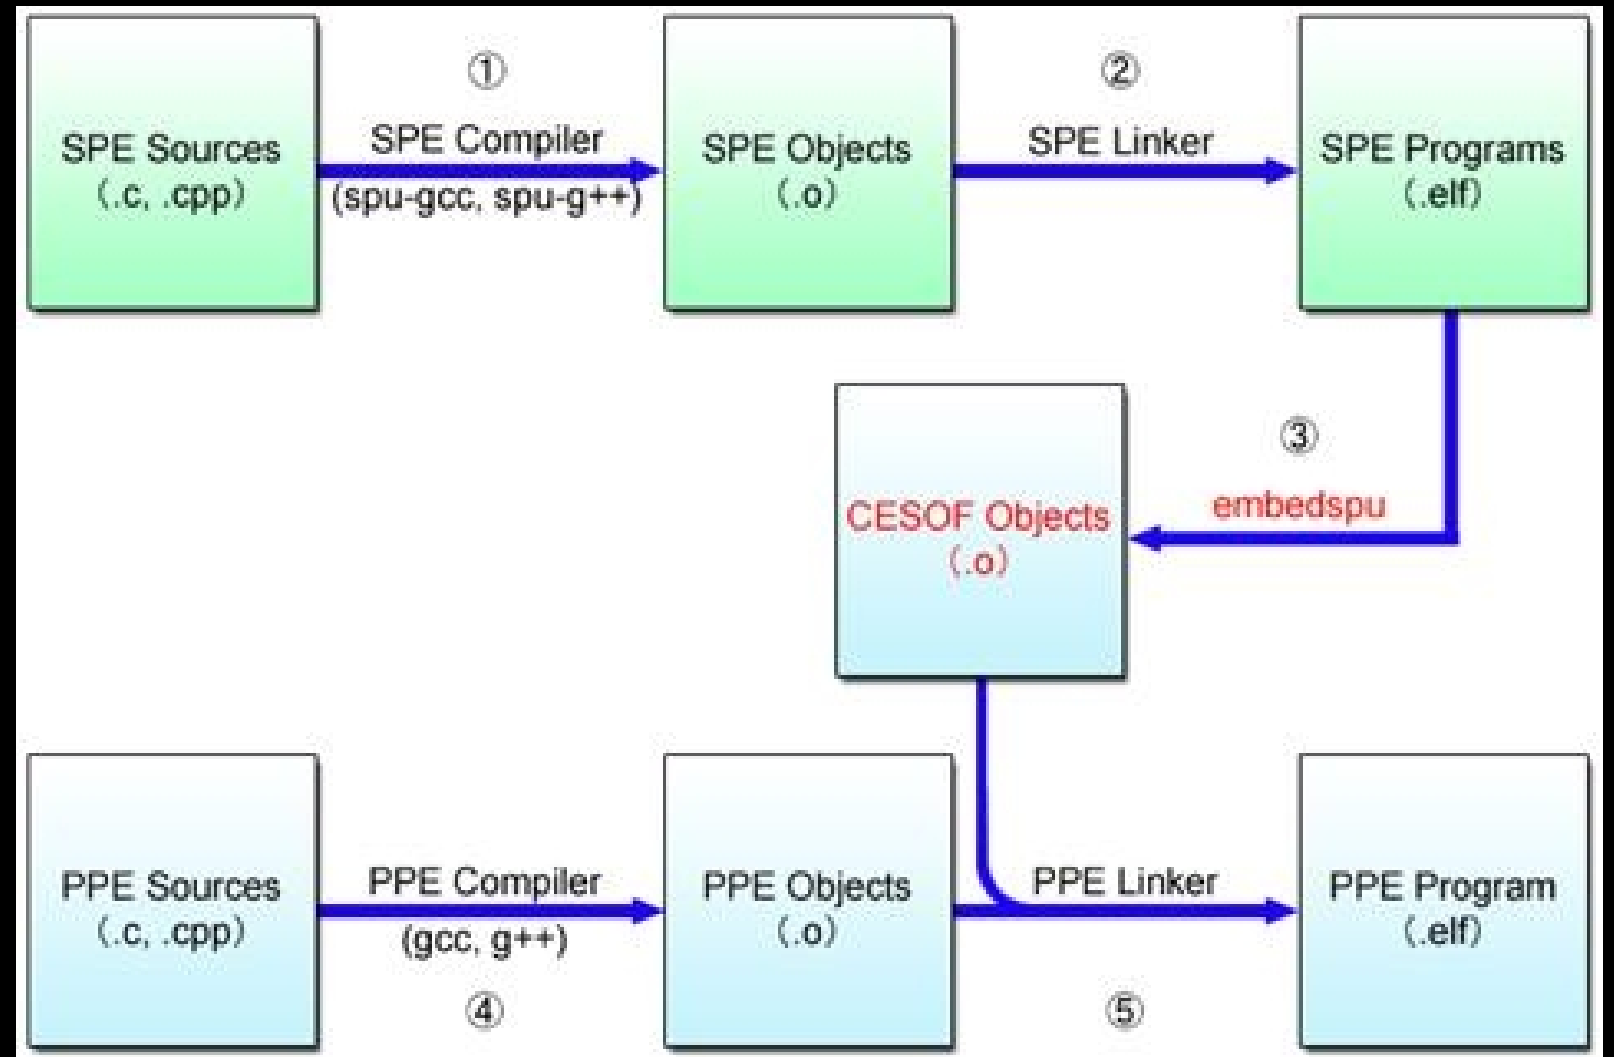 ①
②
SPE Sources
(.c, .cpp)
SPE Compiler
(spu-gcc, spu-g++)
SPE Objects
(.o)
SPE Linker
SPE Programs
(.elf)
③
embedspu
CESOF Objects
(.o)
PPE Sources
(.c, .cpp)
PPE Compiler
(gcc, g++)
PPE Objects
(.o)
PPE Linker
PPE Program
(.elf)
④
⑤